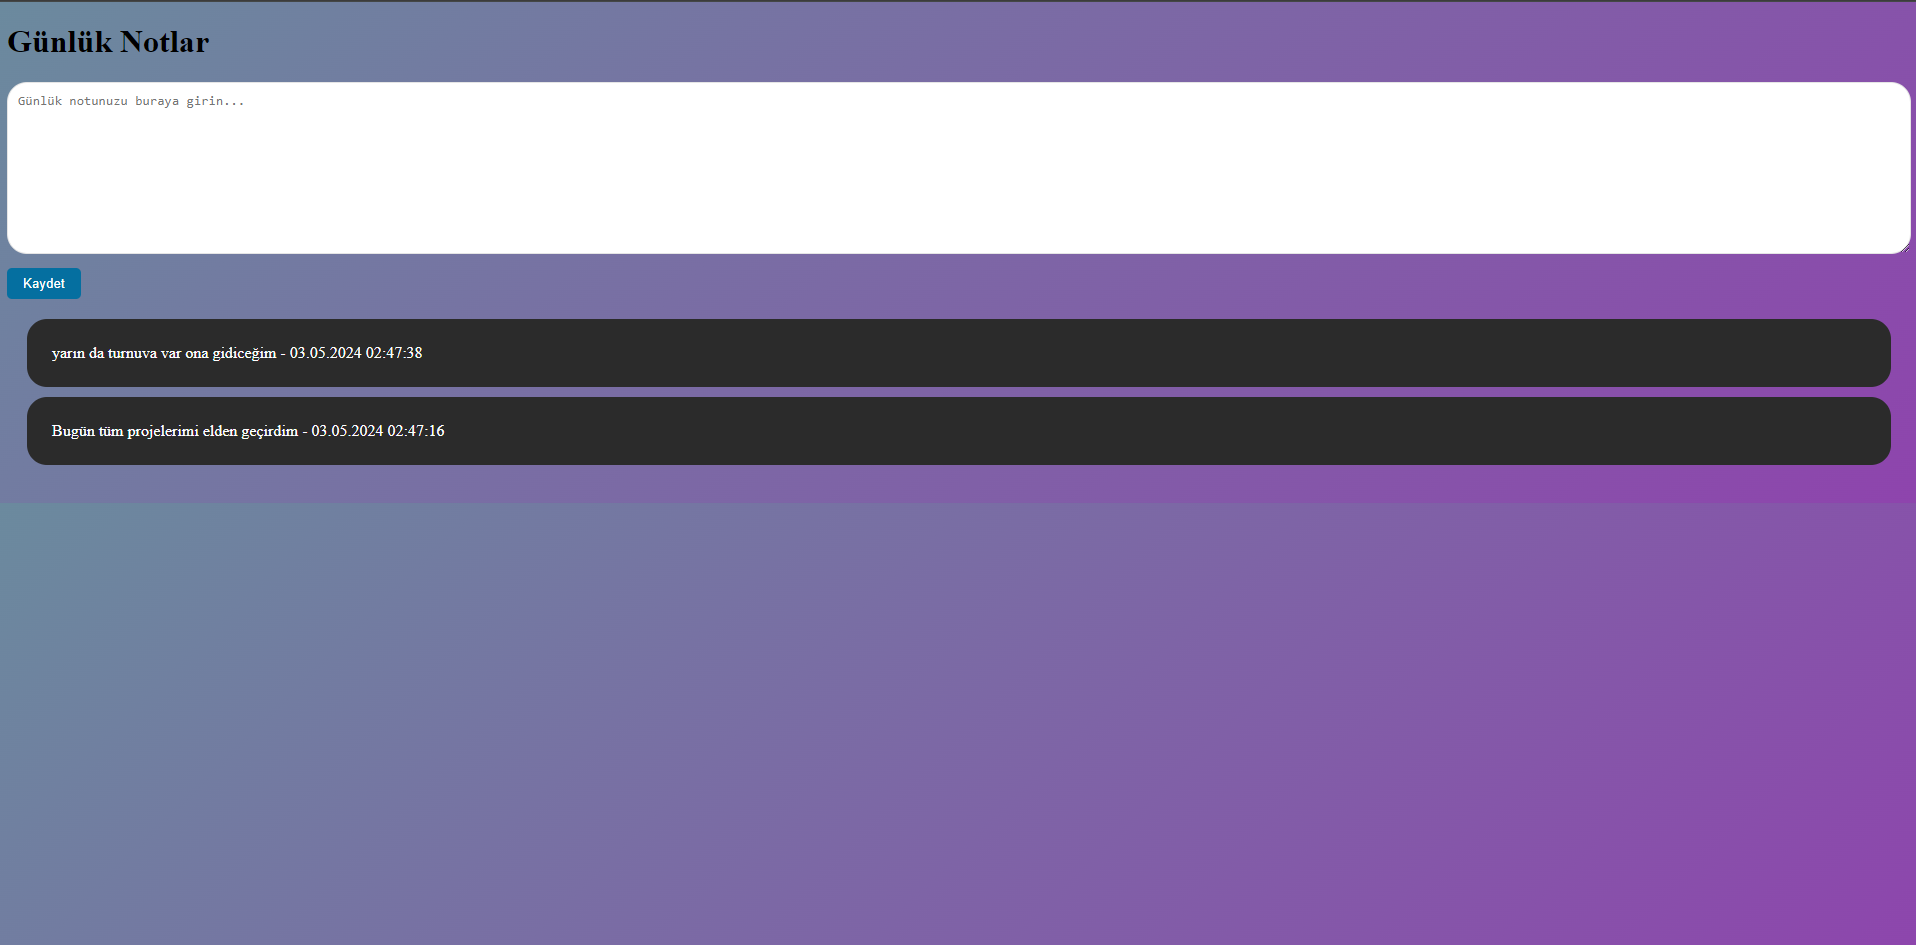 Günlük Notlar
Günlük notunuzu buraya girin...
Kaydet
yarın da turnuva var ona gidiceğim - 03.05.2024 02:47:38
Bugün tüm projelerimi elden geçirdim - 03.05.2024 02:47:16